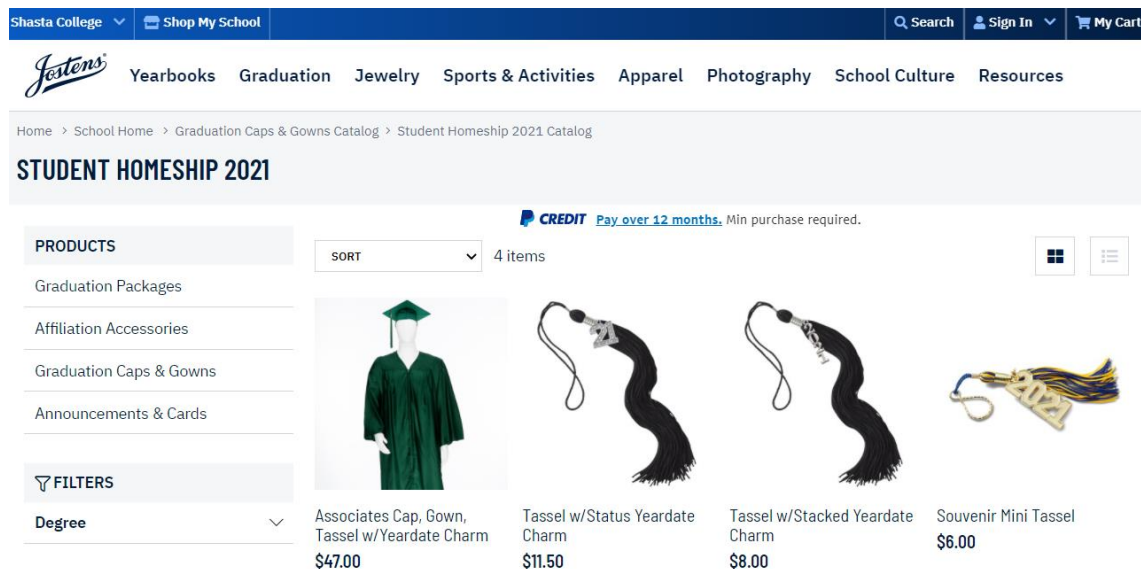 Shasta College Shop My School Search Sign In My Cart
Jostens Yearbooks Graduation Jewelry Sports & Activities Apparel Photography School Culture Resources
Home > School Home > Graduation Caps & Gowns Catalog > Student Homeship 2021 Catalog
STUDENT HOMESHIP 2021
CREDIT Pay over 12 months. Min purchase required.
PRODUCTS
Graduation Packages
Affiliation Accessories
Graduation Caps & Gowns
Announcements & Cards
FILTERS
Degree
SORT 4 items
21
2021
2021
Associates Cap, Gown,
Tassel w/Yeardate Charm
$47.00
Tassel w/Status Yeardate
Charm
$11.50
Tassel w/Stacked Yeardate
Charm
$8.00
Souvenir Mini Tassel
$6.00